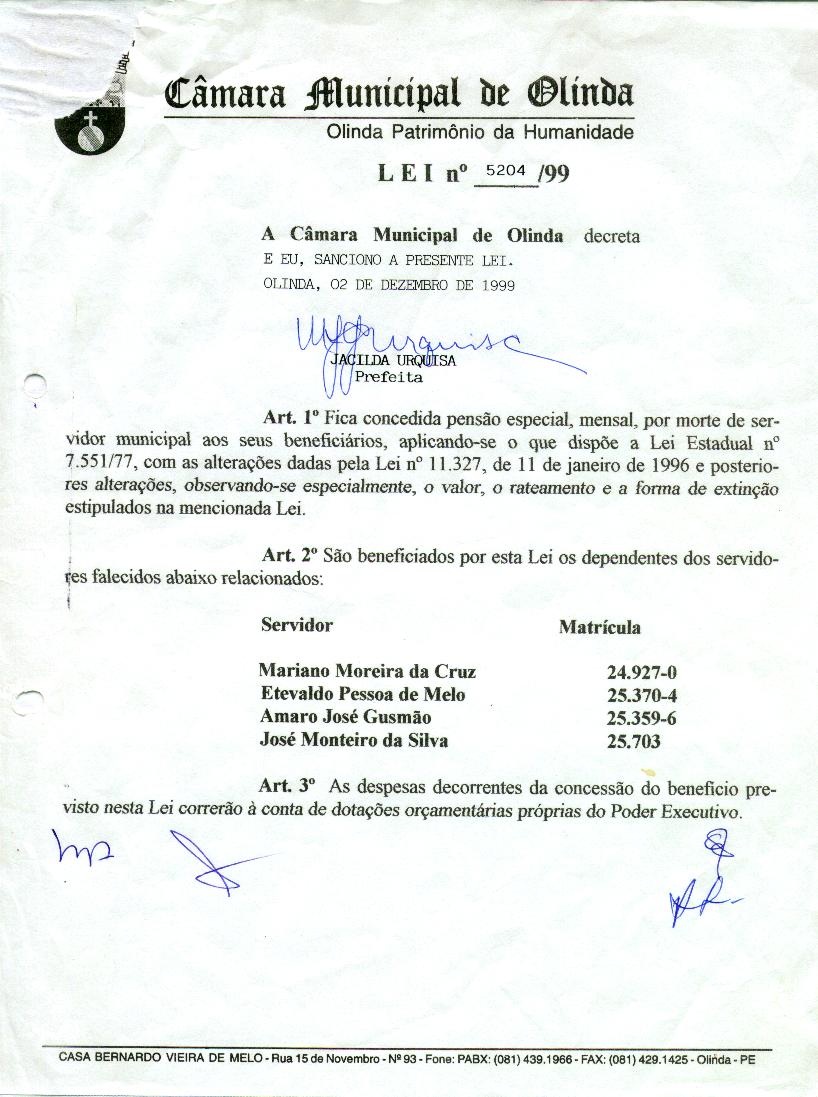 Câmara Municipal de Olinda
Olinda Patrimônio da Humanidade
L E I nº 5204 /99
A Câmara Municipal de Olinda decreta
E EU, SANCIONO A PRESENTE LEI.
OLINDA, 02 DE DEZEMBRO DE 1999
JACILDA URQUISA
Prefeita
Art. 1º Fica concedida pensão especial, mensal, por morte de ser-
vidor municipal aos seus beneficiários, aplicando-se o que dispõe a Lei Estadual nº
7.551/77, com as alterações dadas pela Lei nº 11.327, de 11 de janeiro de 1996 e posterio-
res alterações, observando-se especialmente, o valor, o rateamento e a forma de extinção
estipulados na mencionada Lei.
Art. 2º São beneficiados por esta Lei os dependentes dos servido-
res falecidos abaixo relacionados:
Servidor Matrícula
Mariano Moreira da Cruz 24.927-0
Etevaldo Pessoa de Melo 25.370-4
Amaro José Gusmão 25.359-6
José Monteiro da Silva 25.703
Art. 3º As despesas decorrentes da concessão do beneficio pre-
visto nesta Lei correrão à conta de dotações orçamentárias próprias do Poder Executivo.
CASA BERNARDO VIEIRA DE MELO - Rua 15 de Novembro - Nº 93 - Fone: PABX: (081) 439.1966 - FAX: (081) 429.1425 - Olinda - PE